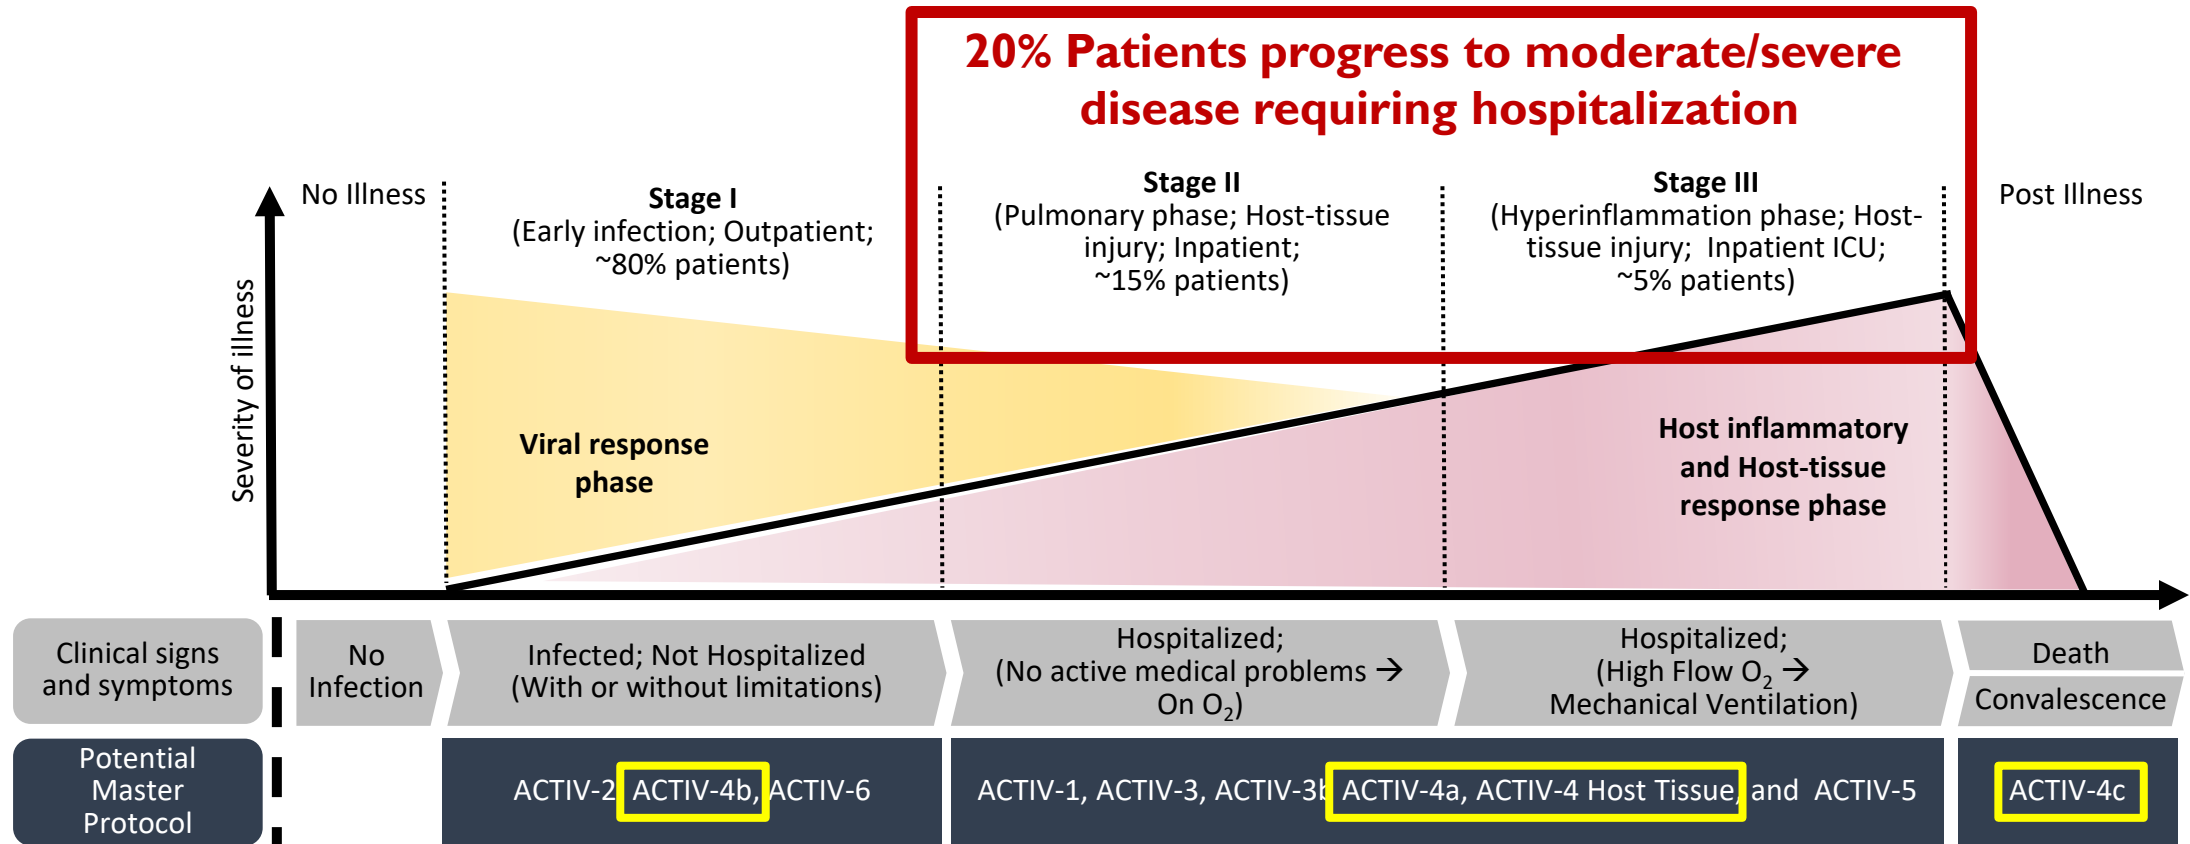 20% Patients progress to moderate/severe
disease requiring hospitalization
No Illness
Stage I
(Early infection; Outpatient;
~80% patients)
Stage II
(Pulmonary phase; Host-tissue
injury; Inpatient;
~15% patients)
Stage III
(Hyperinflammation phase; Host-
tissue injury;  Inpatient ICU;
~5% patients)
Post Illness
Severity of illness
Viral response
phase
Host inflammatory
and Host-tissue
response phase
Clinical signs
and symptoms
No
Infection
Infected; Not Hospitalized
(With or without limitations)
Hospitalized;
(No active medical problems →
On O₂)
Hospitalized;
(High Flow O₂ →
Mechanical Ventilation)
Death
Convalescence
Potential
Master
Protocol
ACTIV-2, ACTIV-4b, ACTIV-6
ACTIV-1, ACTIV-3, ACTIV-3b ACTIV-4a, ACTIV-4 Host Tissue, and  ACTIV-5
ACTIV-4c